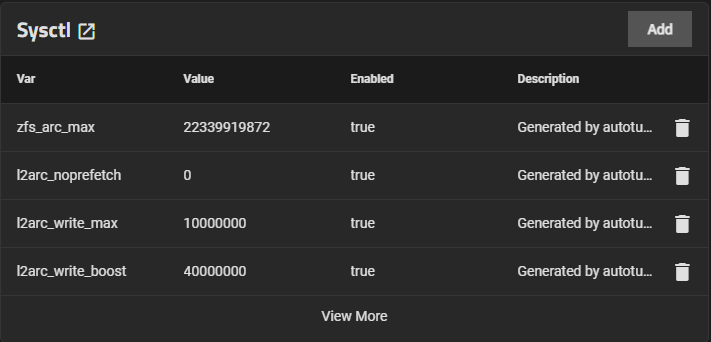 Sysctl
Add
Var Value Enabled Description
zfs_arc_max 22339919872 true Generated by autotu...
l2arc_noprefetch 0 true Generated by autotu...
l2arc_write_max 10000000 true Generated by autotu...
l2arc_write_boost 40000000 true Generated by autotu...
View More